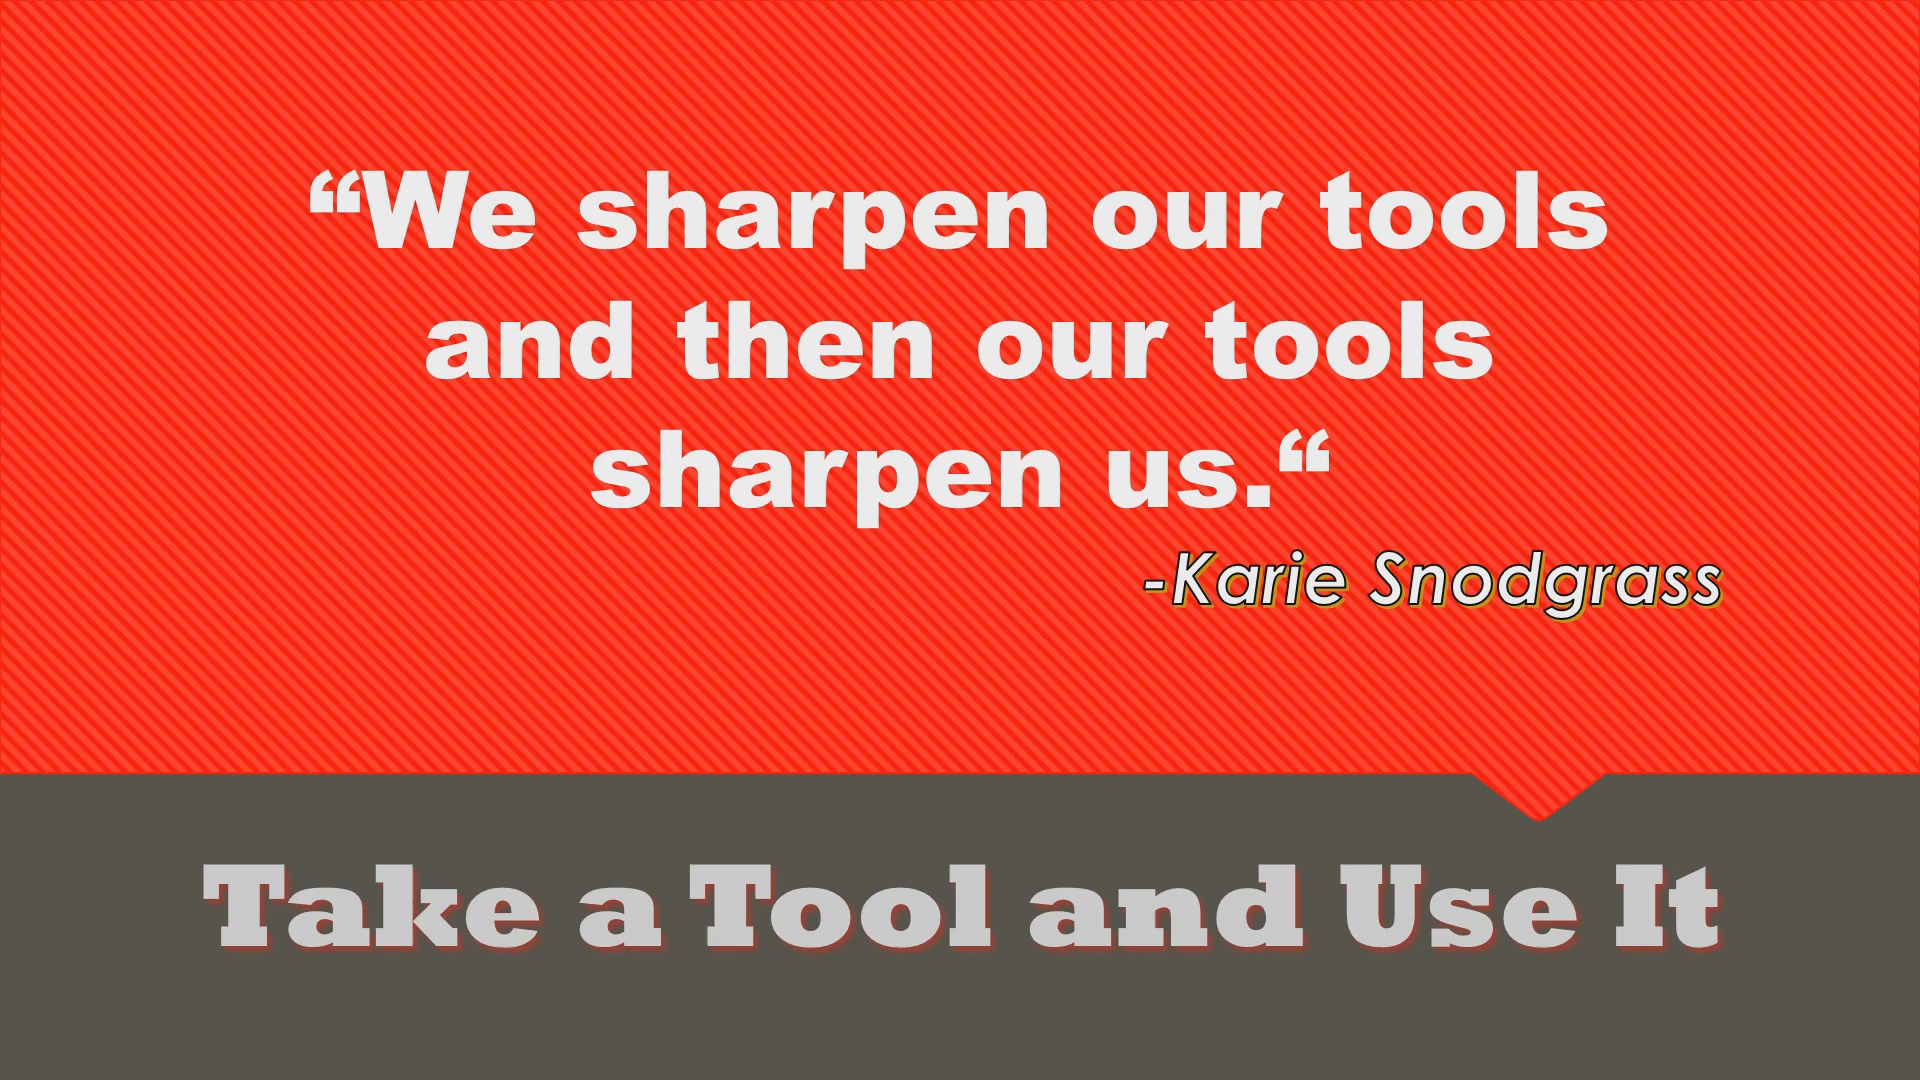 “We sharpen our tools
and then our tools
sharpen us.“
-Karie Snodgrass
Take a Tool and Use It